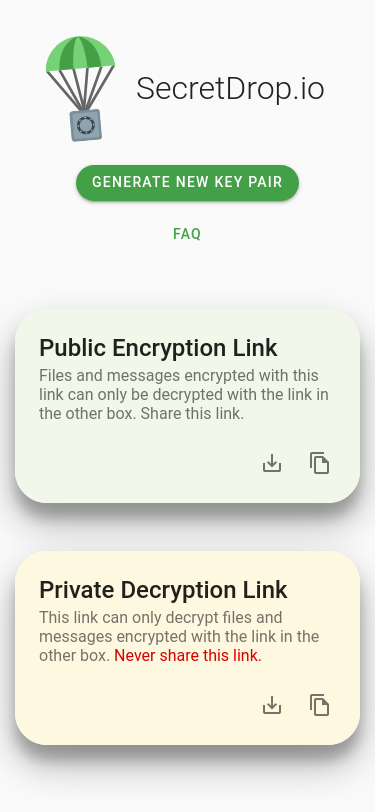 SecretDrop.io
GENERATE NEW KEY PAIR
FAQ
Public Encryption Link
Files and messages encrypted with this
link can only be decrypted with the link in
the other box. Share this link.
Private Decryption Link
This link can only decrypt files and
messages encrypted with the link in the
other box. Never share this link.